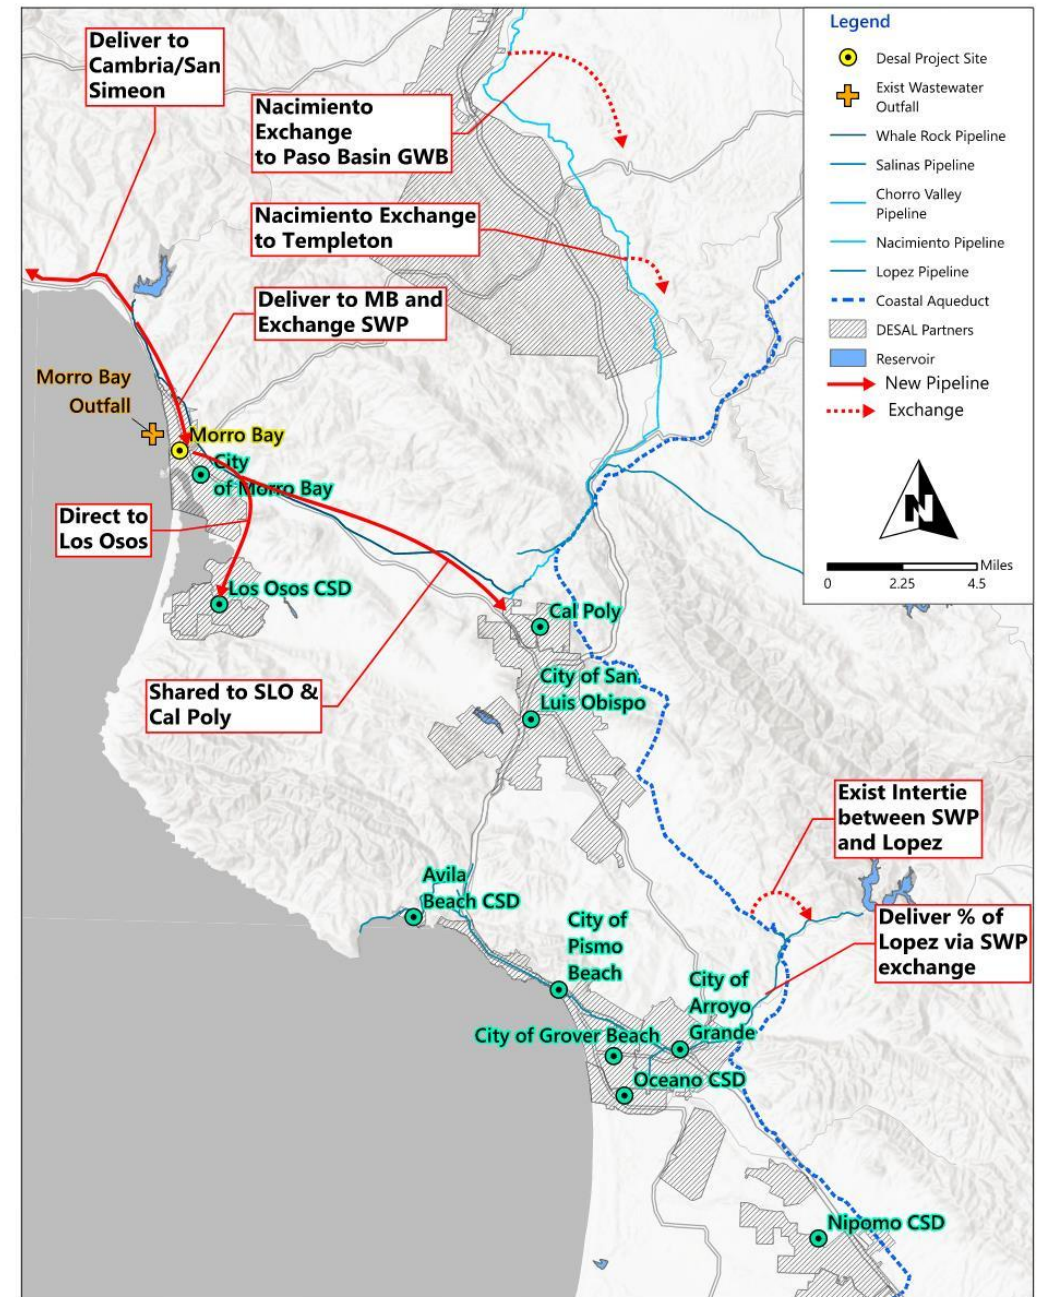 Deliver to
Cambria/San
Simeon
Nacimiento
Exchange
to Paso Basin GWB
Nacimiento Exchange
to Templeton
Deliver to MB and
Exchange SWP
Morro Bay
Outfall
Morro Bay
City
of Morro Bay
Direct to
Los Osos
Los Osos CSD
Cal Poly
City of San
Luis Obispo
Shared to SLO &
Cal Poly
Exist Intertie
between SWP
and Lopez
Avila
Beach CSD
City of
Pismo
Beach
Deliver % of
Lopez via SWP
exchange
City of
Arroyo
Grande
City of Grover Beach
Oceano CSD
Nipomo CSD
Legend
Desal Project Site
Exist Wastewater
Outfall
Whale Rock Pipeline
Salinas Pipeline
Chorro Valley
Pipeline
Nacimiento Pipeline
Lopez Pipeline
Coastal Aqueduct
DESAL Partners
Reservoir
New Pipeline
Exchange
N
Miles
0 2.25 4.5